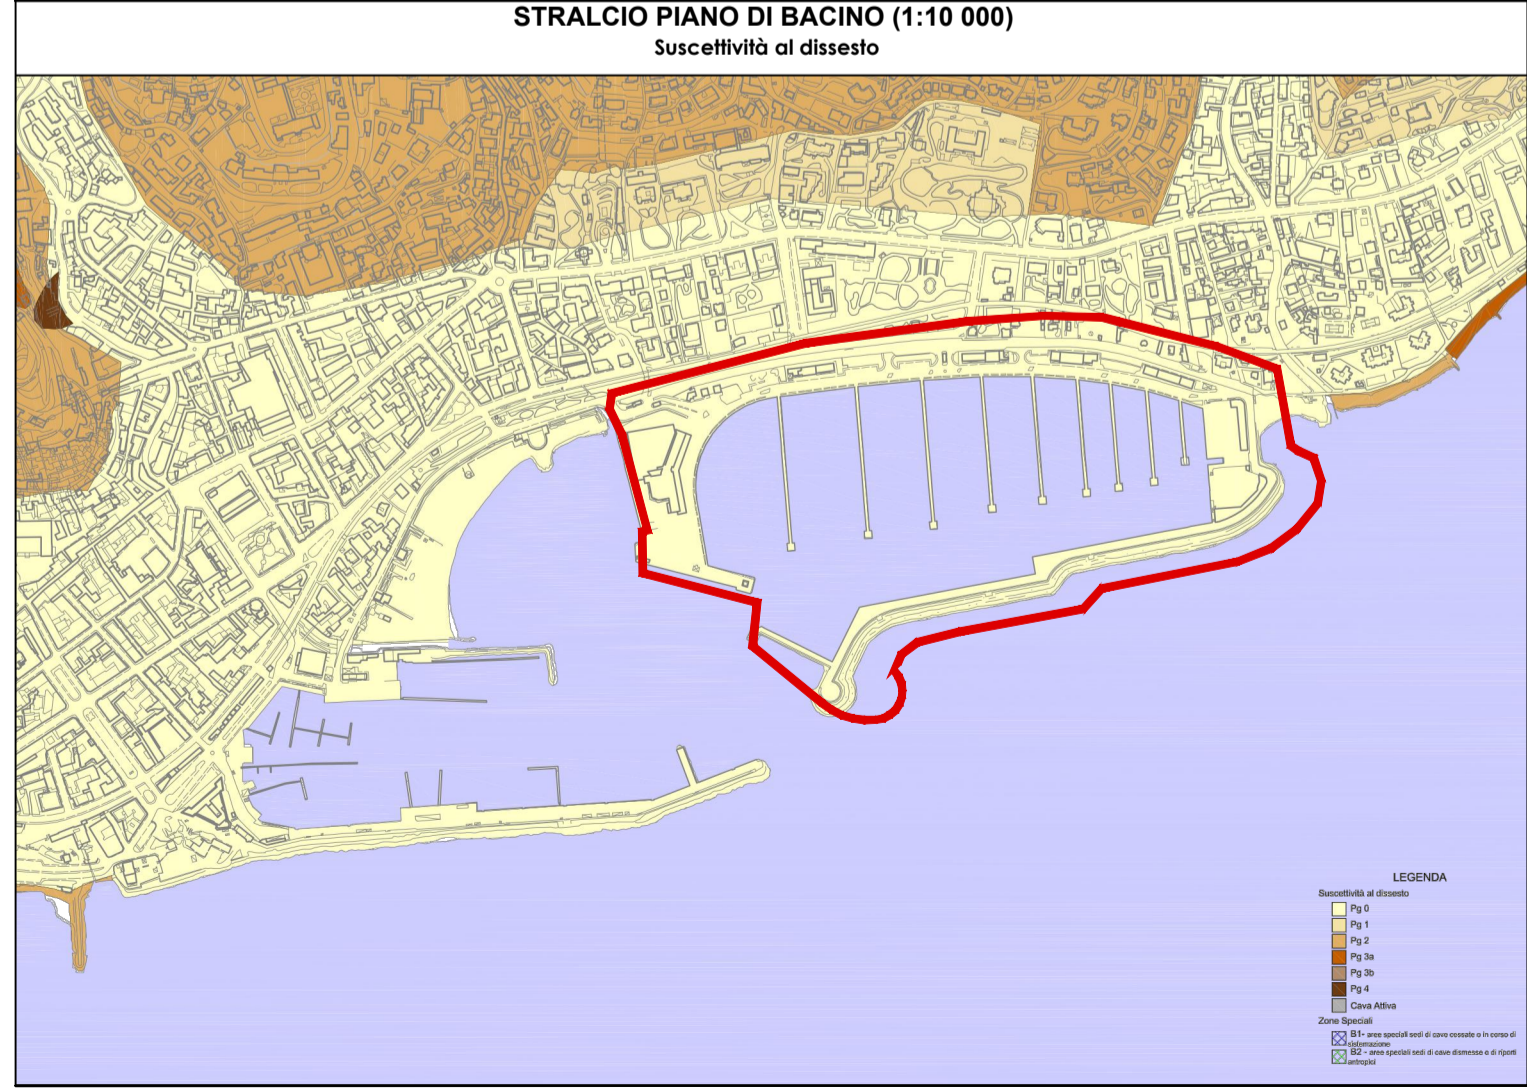 STRALCIO PIANO DI BACINO (1:10 000)
Suscettività al dissesto
LEGENDA
Suscettività al dissesto
Pg 0
Pg 1
Pg 2
Pg 3a
Pg 3b
Pg 4
Cava Attiva
Zone Speciali
B1- aree speciali sedi di cave cessate o in corso di
sistemazione
B2 - aree speciali sedi di cave dismesse e di riporti
antropici